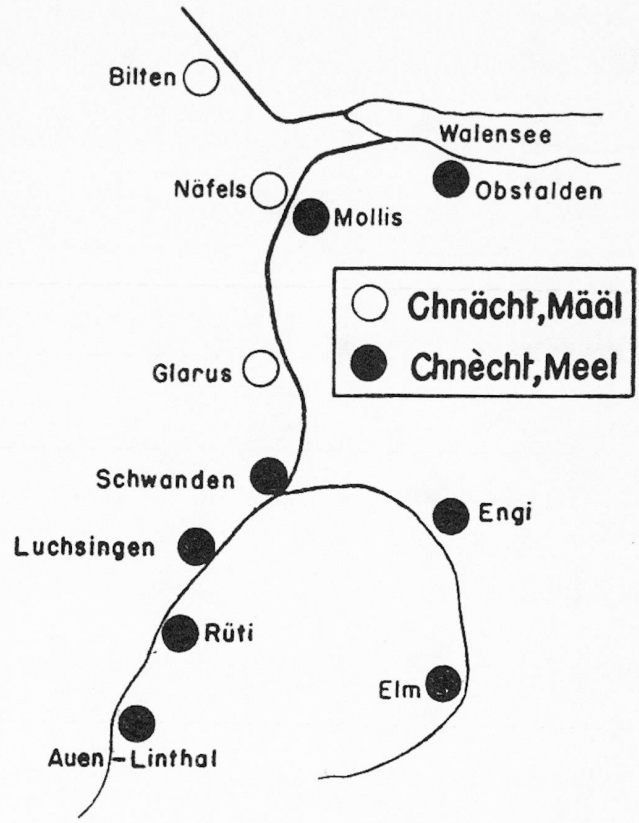 Bilten
Walensee
Näfels
Obstalden
Mollis
Chnächt, Määl
Chnècht, Meel
Glarus
Schwanden
Engi
Luchsingen
Rüti
Elm
Auen-Linthal